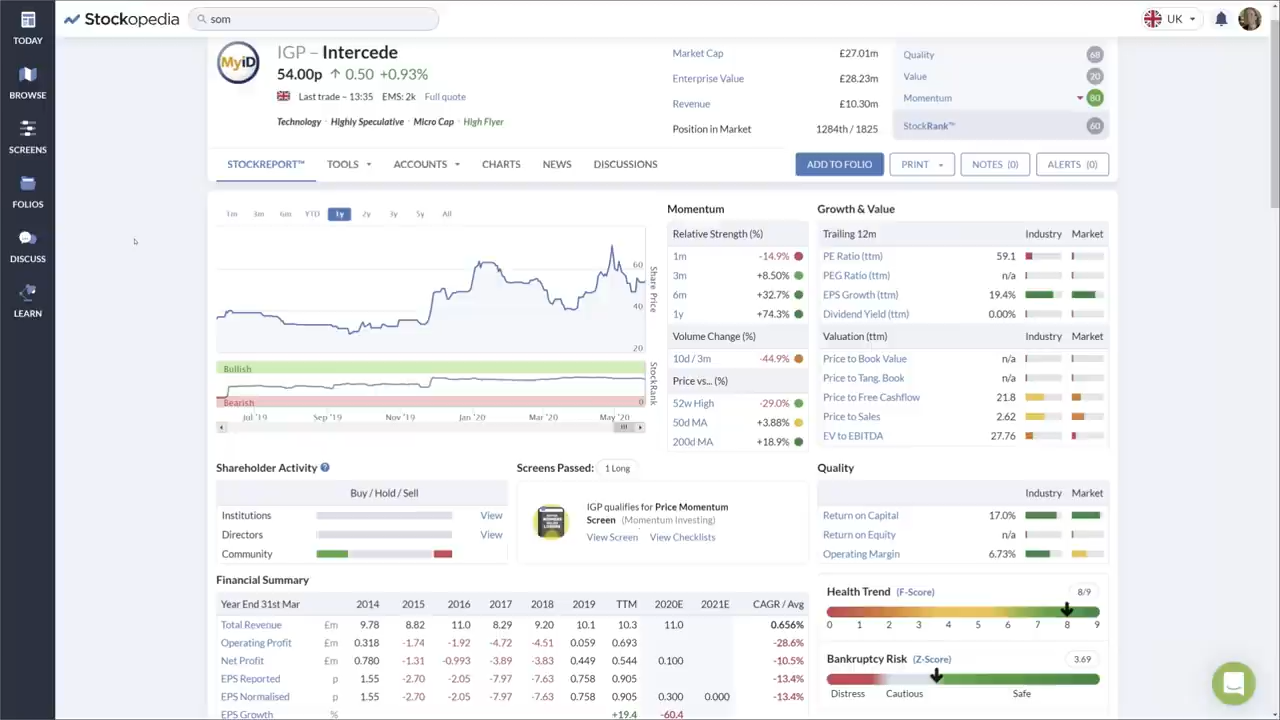 Stockopedia
som
UK
TODAY
BROWSE
SCREENS
FOLIOS
DISCUSS
LEARN
MyiD
IGP – Intercede
54.00p ↑ 0.50 +0.93%
Last trade – 13:35 EMS: 2k Full quote
Technology · Highly Speculative · Micro Cap · High Flyer
Market Cap £27.01m
Enterprise Value £28.23m
Revenue £10.30m
Position in Market 1284th / 1825
Quality 68
Value 20
Momentum 80
StockRank™ 60
STOCKREPORT™ TOOLS ACCOUNTS CHARTS NEWS DISCUSSIONS
ADD TO FOLIO PRINT NOTES (0) ALERTS (0)
1m 3m 6m YTD 1y 2y 3y 5y All
60
40
20
Share Price
Bullish
Bearish
0
StockRank
Jul '19 Sep '19 Nov '19 Jan '20 Mar '20 May '20
Momentum
Relative Strength (%)
1m -14.9%
3m +8.50%
6m +32.7%
1y +74.3%
Volume Change (%)
10d / 3m -44.9%
Price vs... (%)
52w High -29.0%
50d MA +3.88%
200d MA +18.9%
Growth & Value
Trailing 12m Industry Market
PE Ratio (ttm) 59.1
PEG Ratio (ttm) n/a
EPS Growth (ttm) 19.4%
Dividend Yield (ttm) 0.00%
Valuation (ttm) Industry Market
Price to Book Value n/a
Price to Tang. Book n/a
Price to Free Cashflow 21.8
Price to Sales 2.62
EV to EBITDA 27.76
Shareholder Activity
Buy / Hold / Sell
Institutions View
Directors View
Community
Screens Passed: 1 Long
IGP qualifies for Price Momentum
Screen (Momentum Investing)
View Screen View Checklists
Quality
Industry Market
Return on Capital 17.0%
Return on Equity n/a
Operating Margin 6.73%
Financial Summary
Year End 31st Mar 2014 2015 2016 2017 2018 2019 TTM 2020E 2021E CAGR / Avg
Total Revenue £m 9.78 8.82 11.0 8.29 9.20 10.1 10.3 11.0 0.656%
Operating Profit £m 0.318 -1.74 -1.92 -4.72 -4.51 0.059 0.693 -28.6%
Net Profit £m 0.780 -1.31 -0.993 -3.89 -3.83 0.449 0.544 0.100 -10.5%
EPS Reported p 1.55 -2.70 -2.05 -7.97 -7.63 0.758 0.905 -13.4%
EPS Normalised p 1.55 -2.70 -2.05 -7.97 -7.63 0.758 0.905 0.300 0.000 -13.4%
EPS Growth % +19.4 -60.4
Health Trend (F-Score) 8/9
0 1 2 3 4 5 6 7 8 9
Bankruptcy Risk (Z-Score) 3.69
Distress Cautious Safe